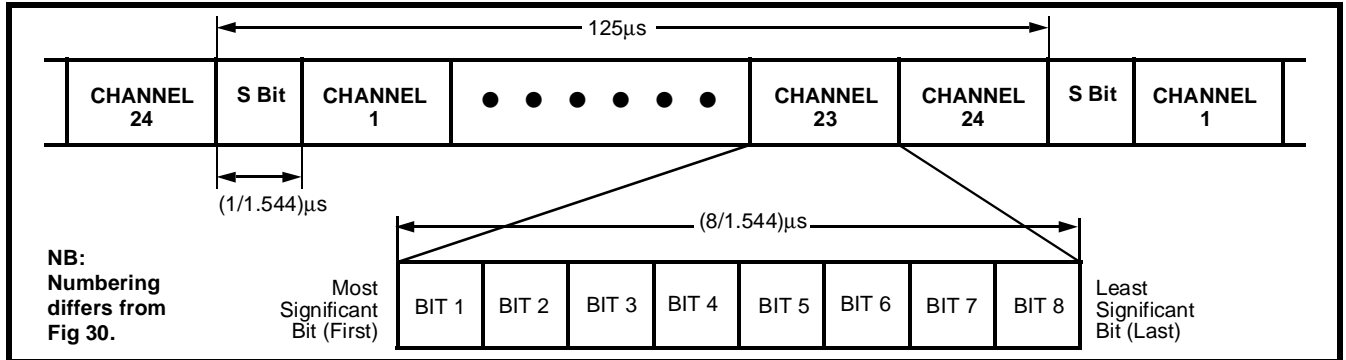 125μs
CHANNEL
24
S Bit
CHANNEL
1
CHANNEL
23
CHANNEL
24
S Bit
CHANNEL
1
(1/1.544)μs
(8/1.544)μs
NB:
Numbering
differs from
Fig 30.
Most
Significant
Bit (First)
BIT 1
BIT 2
BIT 3
BIT 4
BIT 5
BIT 6
BIT 7
BIT 8
Least
Significant
Bit (Last)